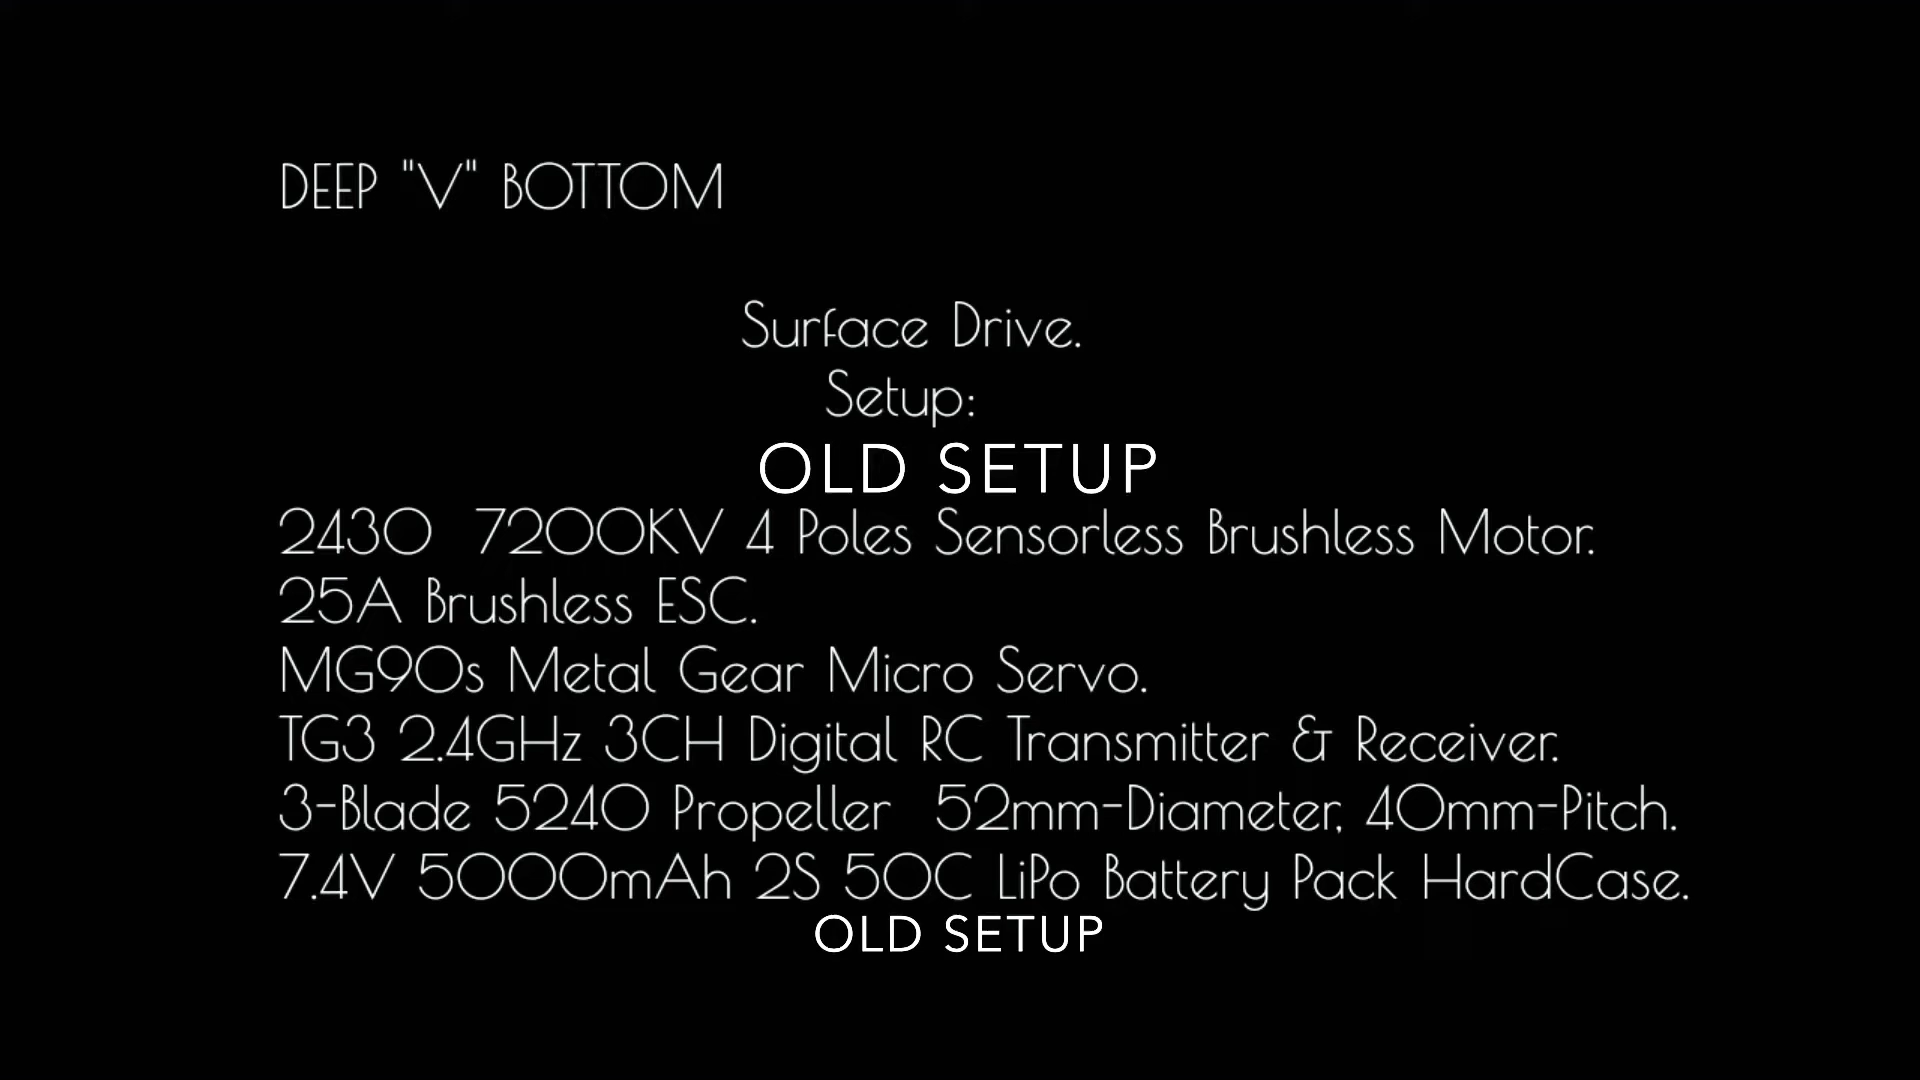 DEEP "V" BOTTOM
Surface Drive.
Setup:
OLD SETUP
2430 7200KV 4 Poles Sensorless Brushless Motor.
25A Brushless ESC.
MG90s Metal Gear Micro Servo.
TG3 2.4GHz 3CH Digital RC Transmitter & Receiver.
3-Blade 5240 Propeller 52mm-Diameter, 40mm-Pitch.
7.4V 5000mAh 2S 50C LiPo Battery Pack HardCase.
OLD SETUP